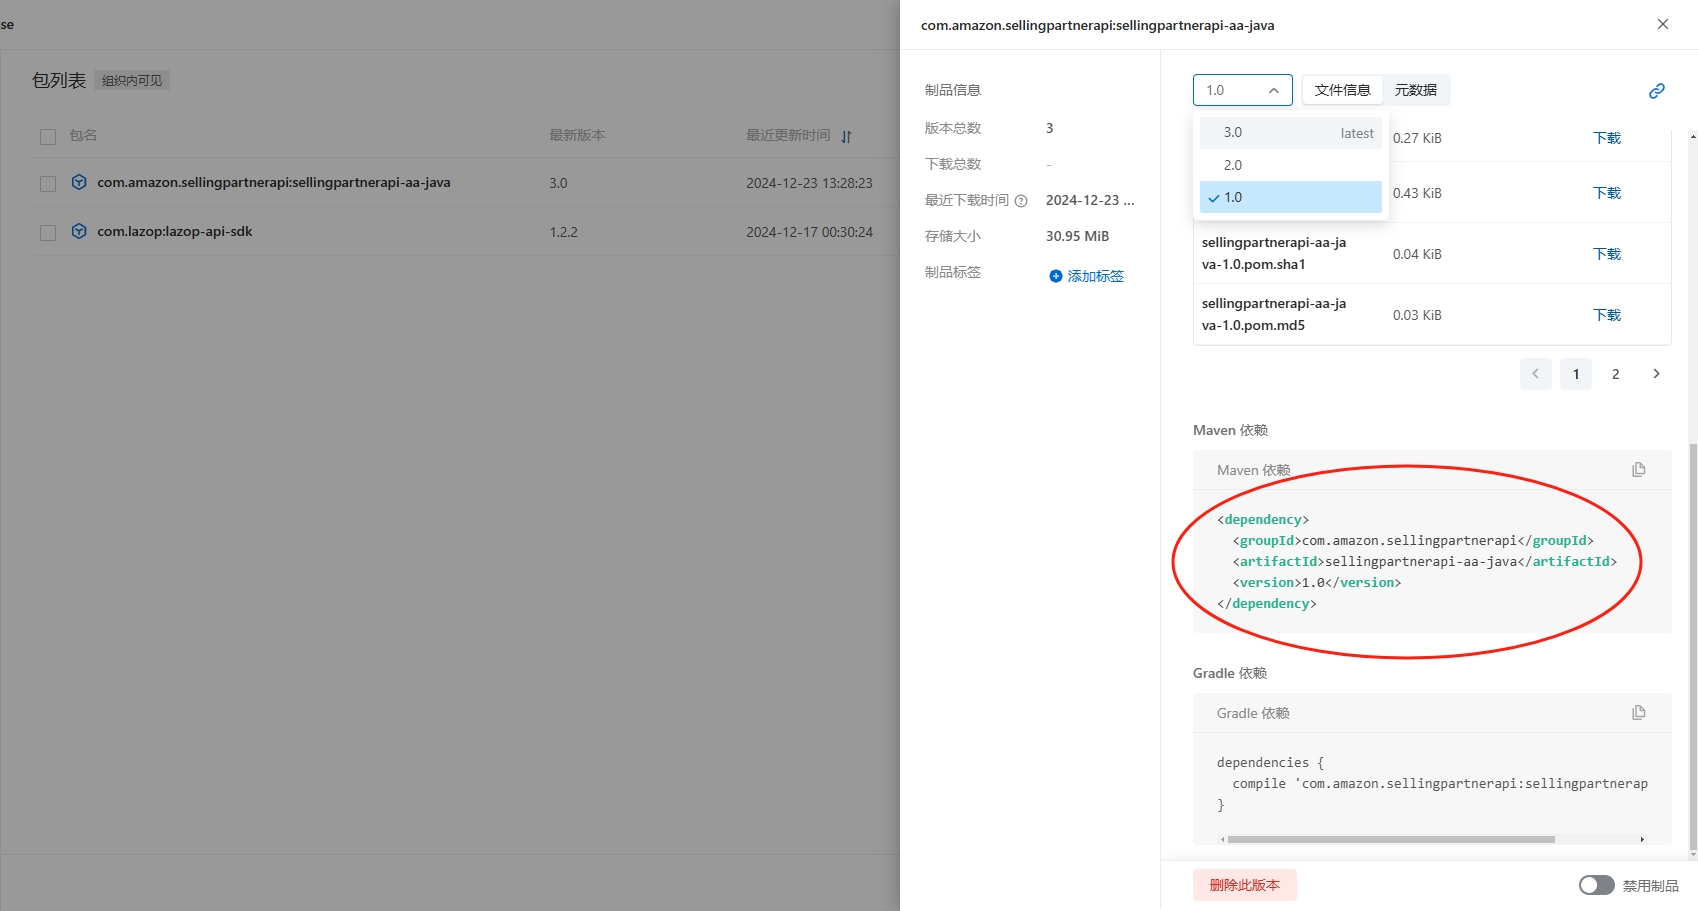 se
包列表 组织内可见
包名 最新版本 最近更新时间
com.amazon.sellingpartnerapi:sellingpartnerapi-aa-java 3.0 2024-12-23 13:28:23
com.lazop:lazop-api-sdk 1.2.2 2024-12-17 00:30:24
com.amazon.sellingpartnerapi:sellingpartnerapi-aa-java
制品信息
版本总数 3
下载总数 -
最近下载时间 2024-12-23 ...
存储大小 30.95 MiB
制品标签 添加标签
1.0 文件信息 元数据
3.0 latest
2.0
1.0
0.27 KiB 下载
0.43 KiB 下载
sellingpartnerapi-aa-ja
va-1.0.pom.sha1
0.04 KiB 下载
sellingpartnerapi-aa-ja
va-1.0.pom.md5
0.03 KiB 下载
1 2
Maven 依赖
Maven 依赖
<dependency>
<groupId>com.amazon.sellingpartnerapi</groupId>
<artifactId>sellingpartnerapi-aa-java</artifactId>
<version>1.0</version>
</dependency>
Gradle 依赖
Gradle 依赖
dependencies {
compile 'com.amazon.sellingpartnerapi:sellingpartnerap
}
删除此版本 禁用制品